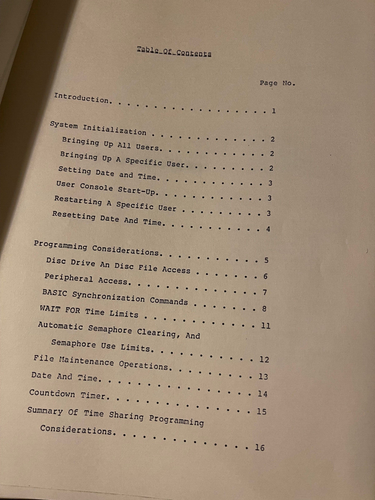 Table Of Contents
Page No.
Introduction. . . . . . . . . . . . . . . . . . 1
System Initialization . . . . . . . . . . . . . 2
Bringing Up All Users. . . . . . . . . . . . . 2
Bringing Up A Specific User. . . . . . . . . . 2
Setting Date and Time. . . . . . . . . . . . . 3
User Console Start-Up. . . . . . . . . . . . . 3
Restarting A Specific User . . . . . . . . . . 3
Resetting Date And Time. . . . . . . . . . . . 4
Programming Considerations. . . . . . . . . . . 5
Disc Drive An Disc File Access . . . . . . . . 6
Peripheral Access. . . . . . . . . . . . . . . 7
BASIC Synchronization Commands . . . . . . . . 8
WAIT FOR Time Limits . . . . . . . . . . . . . 11
Automatic Semaphore Clearing, And
Semaphore Use Limits. . . . . . . . . . . . . 12
File Maintenance Operations. . . . . . . . . . 13
Date And Time. . . . . . . . . . . . . . . . . 14
Countdown Timer. . . . . . . . . . . . . . . . 15
Summary Of Time Sharing Programming
Considerations. . . . . . . . . . . . . . . . 16